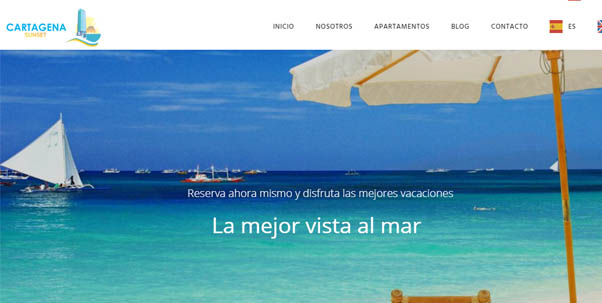 CARTAGENA
SUNSET
INICIO NOSOTROS APARTAMENTOS BLOG CONTACTO ES
Reserva ahora mismo y disfruta las mejores vacaciones
La mejor vista al mar